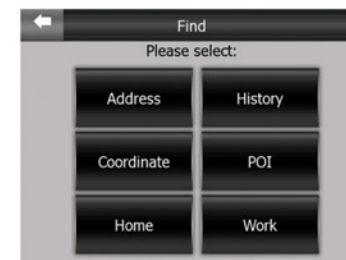 Find
Please select:
Address History
Coordinate POI
Home Work